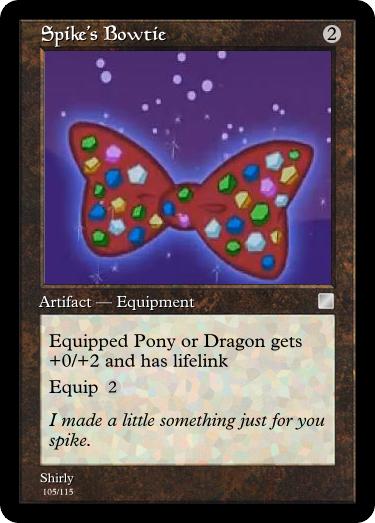 Spike's Bowtie 2
Artifact — Equipment
Equipped Pony or Dragon gets
+0/+2 and has lifelink
Equip 2
I made a little something just for you
spike.
Shirly
105/115